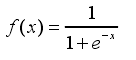 f(x) = 1/(1 + e^{-x})